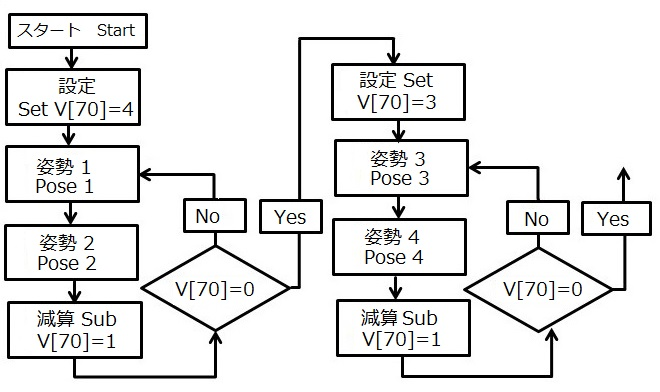 スタート Start
設定
Set V[70]=4
姿勢 1
Pose 1
姿勢 2
Pose 2
減算 Sub
V[70]=1
V[70]=0
No
Yes
設定 Set
V[70]=3
姿勢 3
Pose 3
姿勢 4
Pose 4
減算 Sub
V[70]=1
V[70]=0
No
Yes